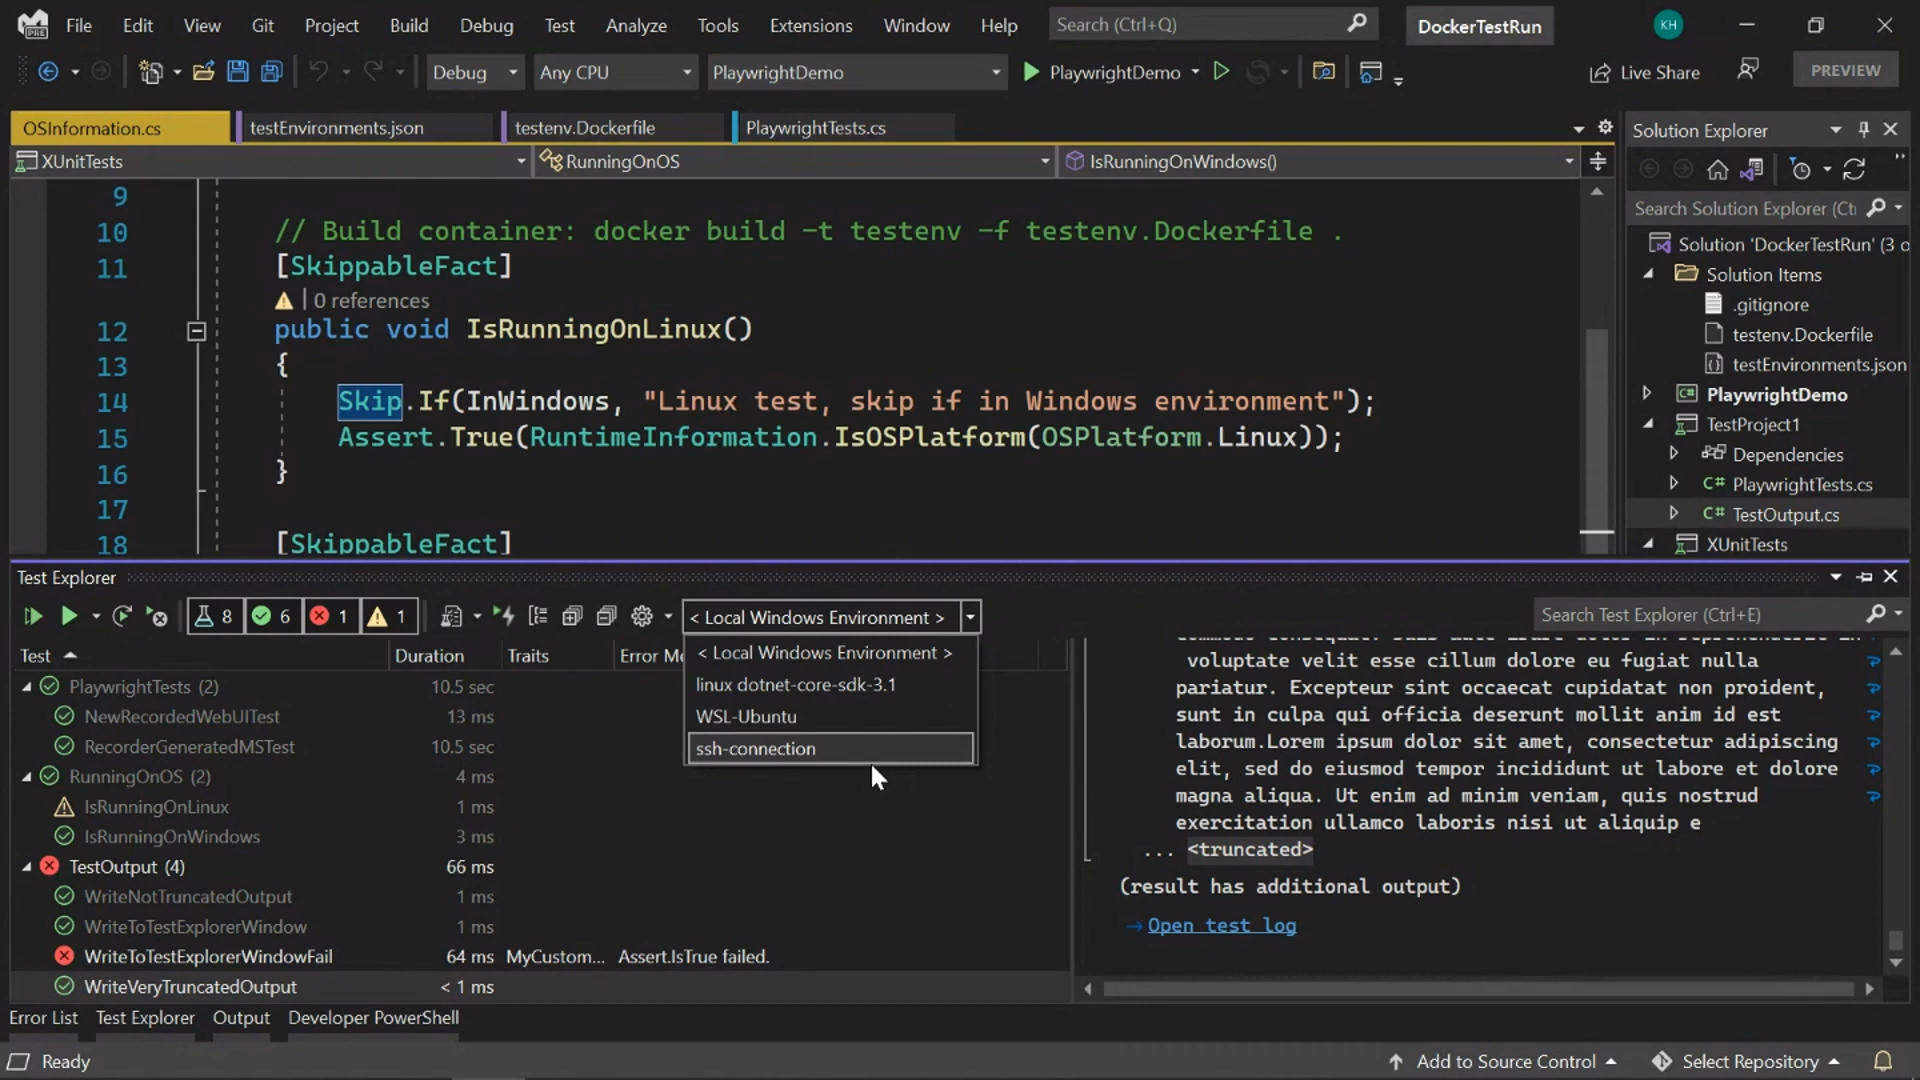 File Edit View Git Project Build Debug Test Analyze Tools Extensions Window Help Search (Ctrl+Q) DockerTestRun KH
PRE
Debug Any CPU PlaywrightDemo PlaywrightDemo Live Share PREVIEW
OSInformation.cs testEnvironments.json testenv.Dockerfile PlaywrightTests.cs
XUnitTests RunningOnOS IsRunningOnWindows()
9
10 // Build container: docker build -t testenv -f testenv.Dockerfile .
11 [SkippableFact]
0 references
12 public void IsRunningOnLinux()
13 {
14 Skip.If(InWindows, "Linux test, skip if in Windows environment");
15 Assert.True(RuntimeInformation.IsOSPlatform(OSPlatform.Linux));
16 }
17
18 [SkippableFact]
Solution Explorer
Search Solution Explorer (Ct
Solution 'DockerTestRun' (3 o
Solution Items
.gitignore
testenv.Dockerfile
testEnvironments.json
PlaywrightDemo
TestProject1
Dependencies
C# PlaywrightTests.cs
C# TestOutput.cs
XUnitTests
Test Explorer
8 6 1 1 < Local Windows Environment > Search Test Explorer (Ctrl+E)
< Local Windows Environment >
linux dotnet-core-sdk-3.1
WSL-Ubuntu
ssh-connection
Test Duration Traits Error Me
PlaywrightTests (2) 10.5 sec
NewRecordedWebUITest 13 ms
RecorderGeneratedMSTest 10.5 sec
RunningOnOS (2) 4 ms
IsRunningOnLinux 1 ms
IsRunningOnWindows 3 ms
TestOutput (4) 66 ms
WriteNotTruncatedOutput 1 ms
WriteToTestExplorerWindow 1 ms
WriteToTestExplorerWindowFail 64 ms MyCustom... Assert.IsTrue failed.
WriteVeryTruncatedOutput < 1 ms
voluptate velit esse cillum dolore eu fugiat nulla
pariatur. Excepteur sint occaecat cupidatat non proident,
sunt in culpa qui officia deserunt mollit anim id est
laborum.Lorem ipsum dolor sit amet, consectetur adipiscing
elit, sed do eiusmod tempor incididunt ut labore et dolore
magna aliqua. Ut enim ad minim veniam, quis nostrud
exercitation ullamco laboris nisi ut aliquip e
... <truncated>
(result has additional output)
Open test log
Error List Test Explorer Output Developer PowerShell
Ready Add to Source Control Select Repository